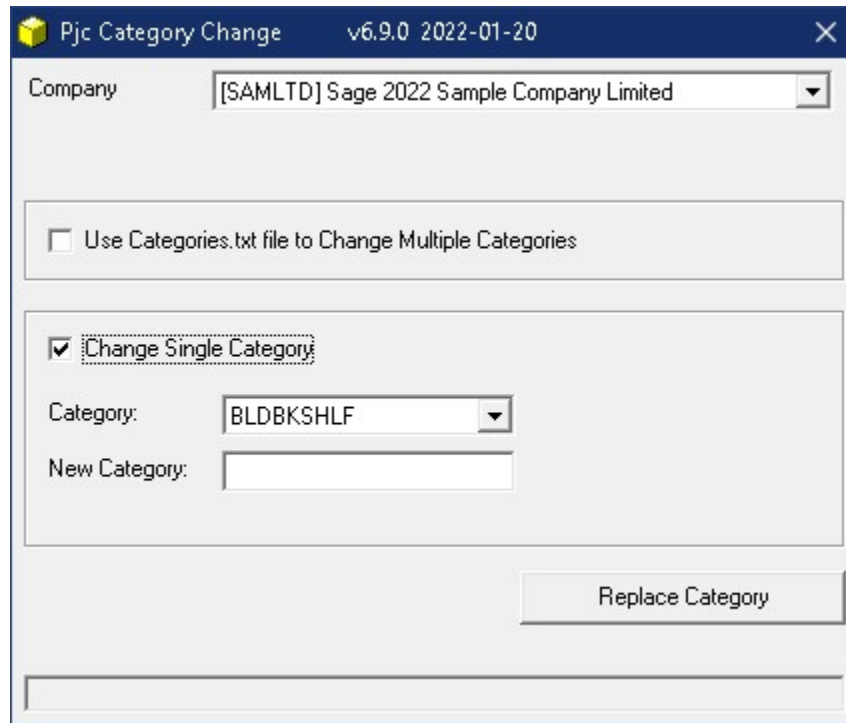 Pjc Category Change v6.9.0 2022-01-20
Company [SAMLTD] Sage 2022 Sample Company Limited
Use Categories.txt file to Change Multiple Categories
Change Single Category
Category: BLDBKSHLF
New Category:
Replace Category